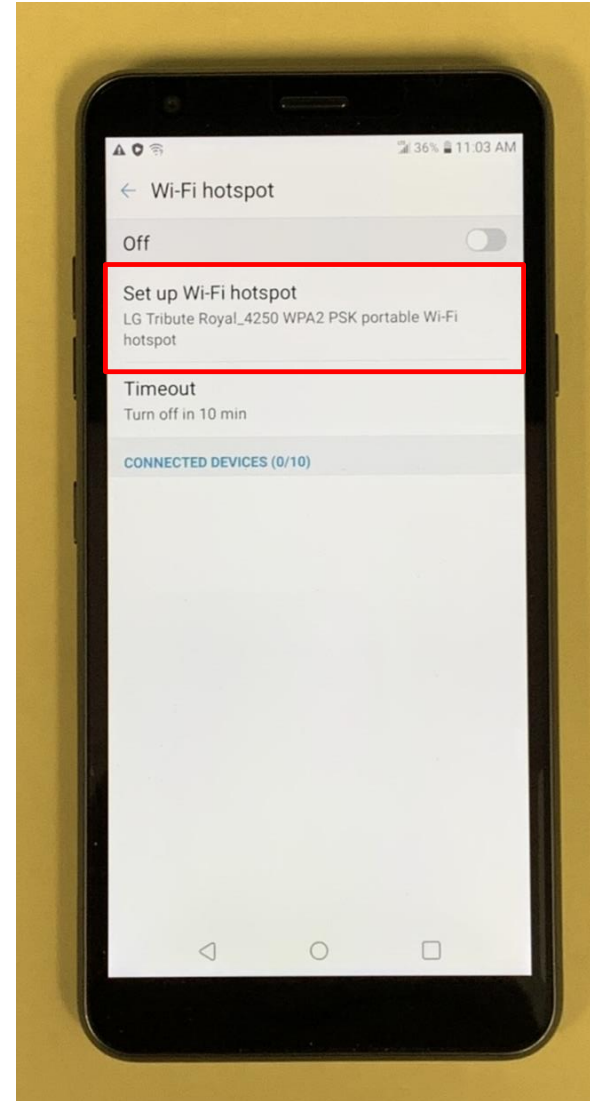 36% 11:03 AM
Wi-Fi hotspot
Off
Set up Wi-Fi hotspot
LG Tribute Royal_4250 WPA2 PSK portable Wi-Fi
hotspot
Timeout
Turn off in 10 min
CONNECTED DEVICES (0/10)